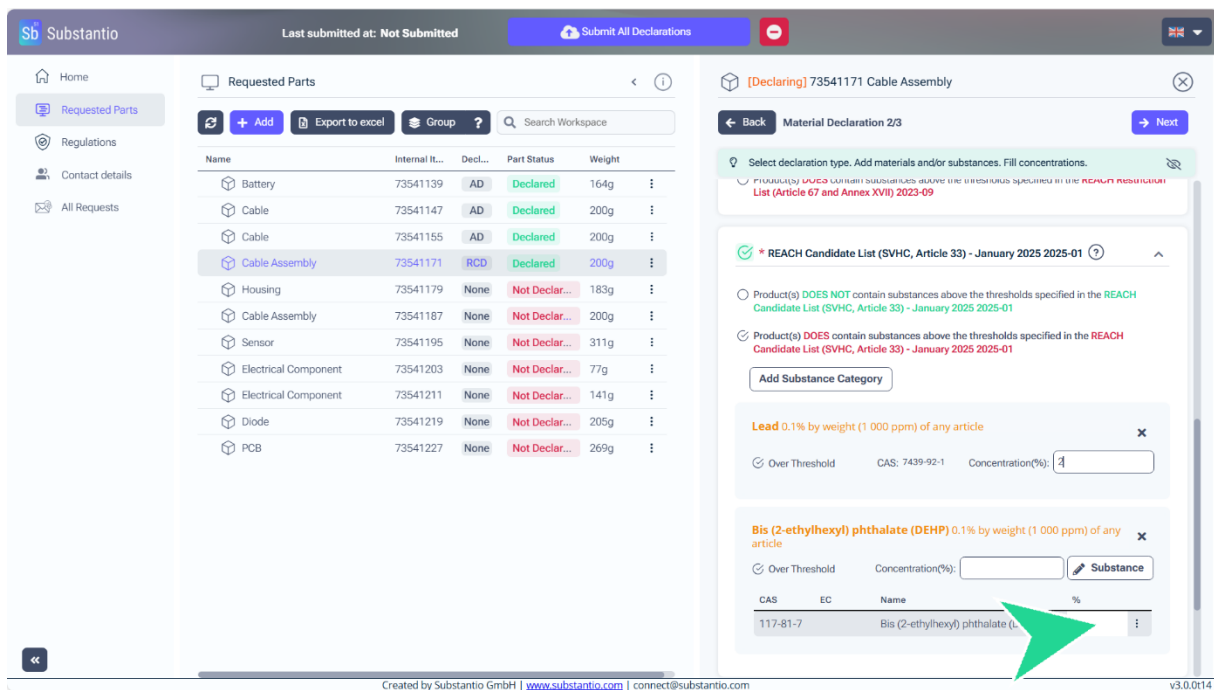 Sb Substantio
Last submitted at: Not Submitted
Submit All Declarations
Home
Requested Parts
Regulations
Contact details
All Requests
Requested Parts
+ Add
Export to excel
Group ?
Search Workspace
Name Internal It... Decl... Part Status Weight
Battery 73541139 AD Declared 164g
Cable 73541147 AD Declared 200g
Cable 73541155 AD Declared 200g
Cable Assembly 73541171 RCD Declared 200g
Housing 73541179 None Not Declar... 183g
Cable Assembly 73541187 None Not Declar... 200g
Sensor 73541195 None Not Declar... 311g
Electrical Component 73541203 None Not Declar... 77g
Electrical Component 73541211 None Not Declar... 141g
Diode 73541219 None Not Declar... 205g
PCB 73541227 None Not Declar... 269g
[Declaring] 73541171 Cable Assembly
Back Material Declaration 2/3 Next
Select declaration type. Add materials and/or substances. Fill concentrations.
Product(s) DOES contain substances above the thresholds specified in the REACH Restriction
List (Article 67 and Annex XVII) 2023-09
* REACH Candidate List (SVHC, Article 33) - January 2025 2025-01 ?
Product(s) DOES NOT contain substances above the thresholds specified in the REACH
Candidate List (SVHC, Article 33) - January 2025 2025-01
Product(s) DOES contain substances above the thresholds specified in the REACH
Candidate List (SVHC, Article 33) - January 2025 2025-01
Add Substance Category
Lead 0.1% by weight (1 000 ppm) of any article
Over Threshold CAS: 7439-92-1 Concentration(%): 2
Bis (2-ethylhexyl) phthalate (DEHP) 0.1% by weight (1 000 ppm) of any
article
Over Threshold Concentration(%): Substance
CAS EC Name %
117-81-7 Bis (2-ethylhexyl) phthalate
Created by Substantio GmbH | www.substantio.com | connect@substantio.com
v3.0.0t14